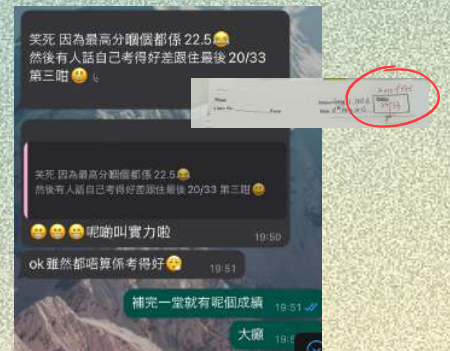 笑死 因為最高分嗰個都係 22.5😂
然後有人話自己考得好差跟住最後 20/33
第三咁😃
笑死 因為最高分嗰個都係 22.5😂
然後有人話自己考得好差跟住最後 20/33 第三咁😃
😁😁😁呢啲叫實力啦
19:50
ok 雖然都唔算係考得好
19:51
補完一堂就有呢個成績
19:51
大癲